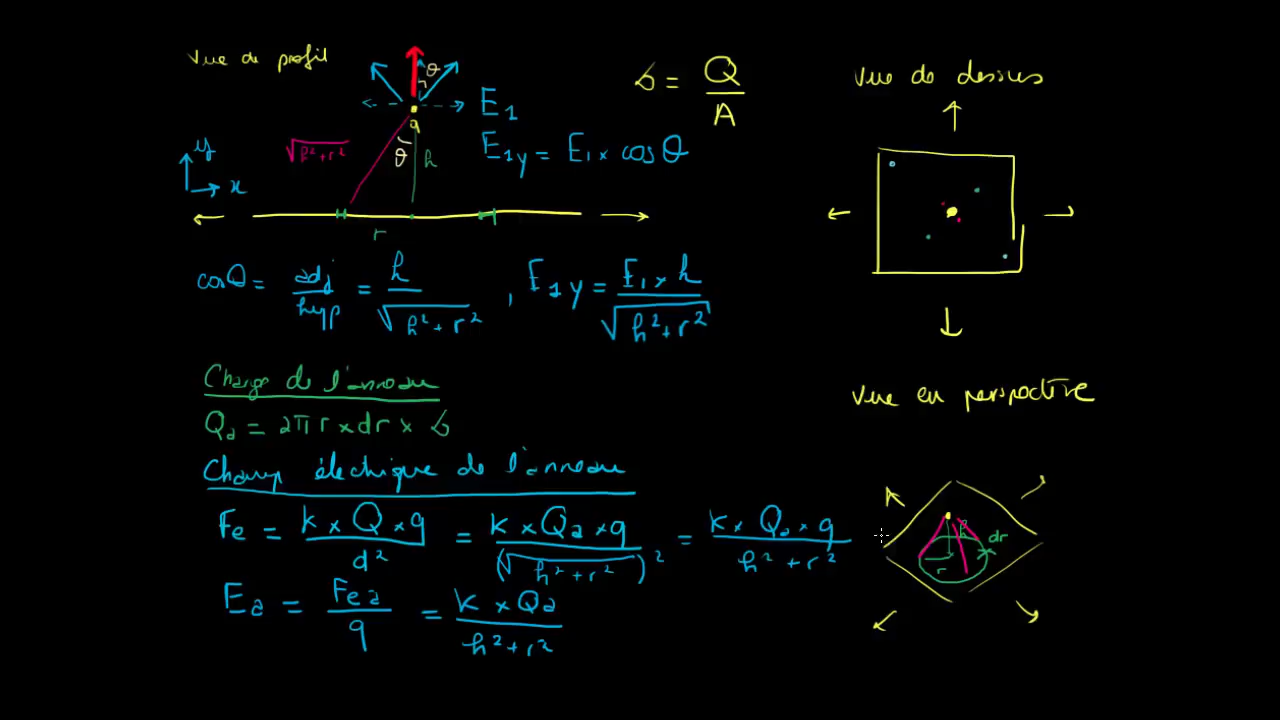 Vue de profil
θ
E1
q
√h²+r²
θ
h
E1y = E1 × cos θ
y
x
r
cosθ = adj/hyp = h/√h²+r² , E1y = E1 × h/√h²+r²
Charge de l'anneau
Qa = 2πr × dr × σ
Champ électrique de l'anneau
Fe = k × Q × q/d² = k × Qa × q/(√h²+r²)² = k × Qa × q/h²+r²
Ea = Fea/q = k × Qa/h²+r²
σ = Q/A
Vue de dessus
Vue en perspective
h
dr
r